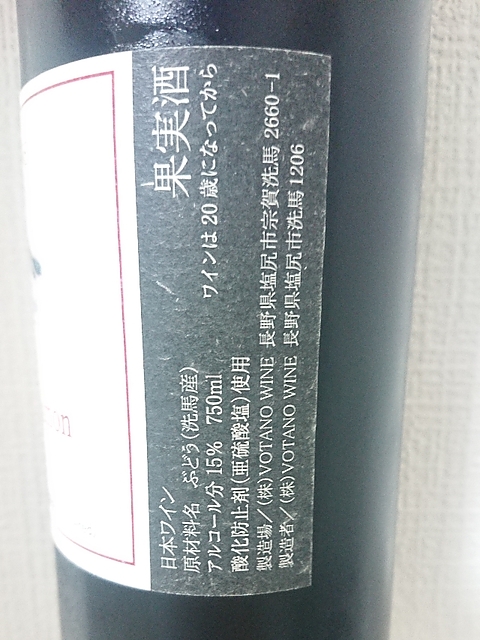 日本ワイン
果実酒
原材料名 ぶどう(洗馬産)
ワインは20歳になってから
アルコール分 15% 750ml
酸化防止剤(亜硫酸塩)使用
製造場／(株)VOTANO WINE 長野県塩尻市宗賀洗馬 2660-1
製造者／(株)VOTANO WINE 長野県塩尻市洗馬 1206